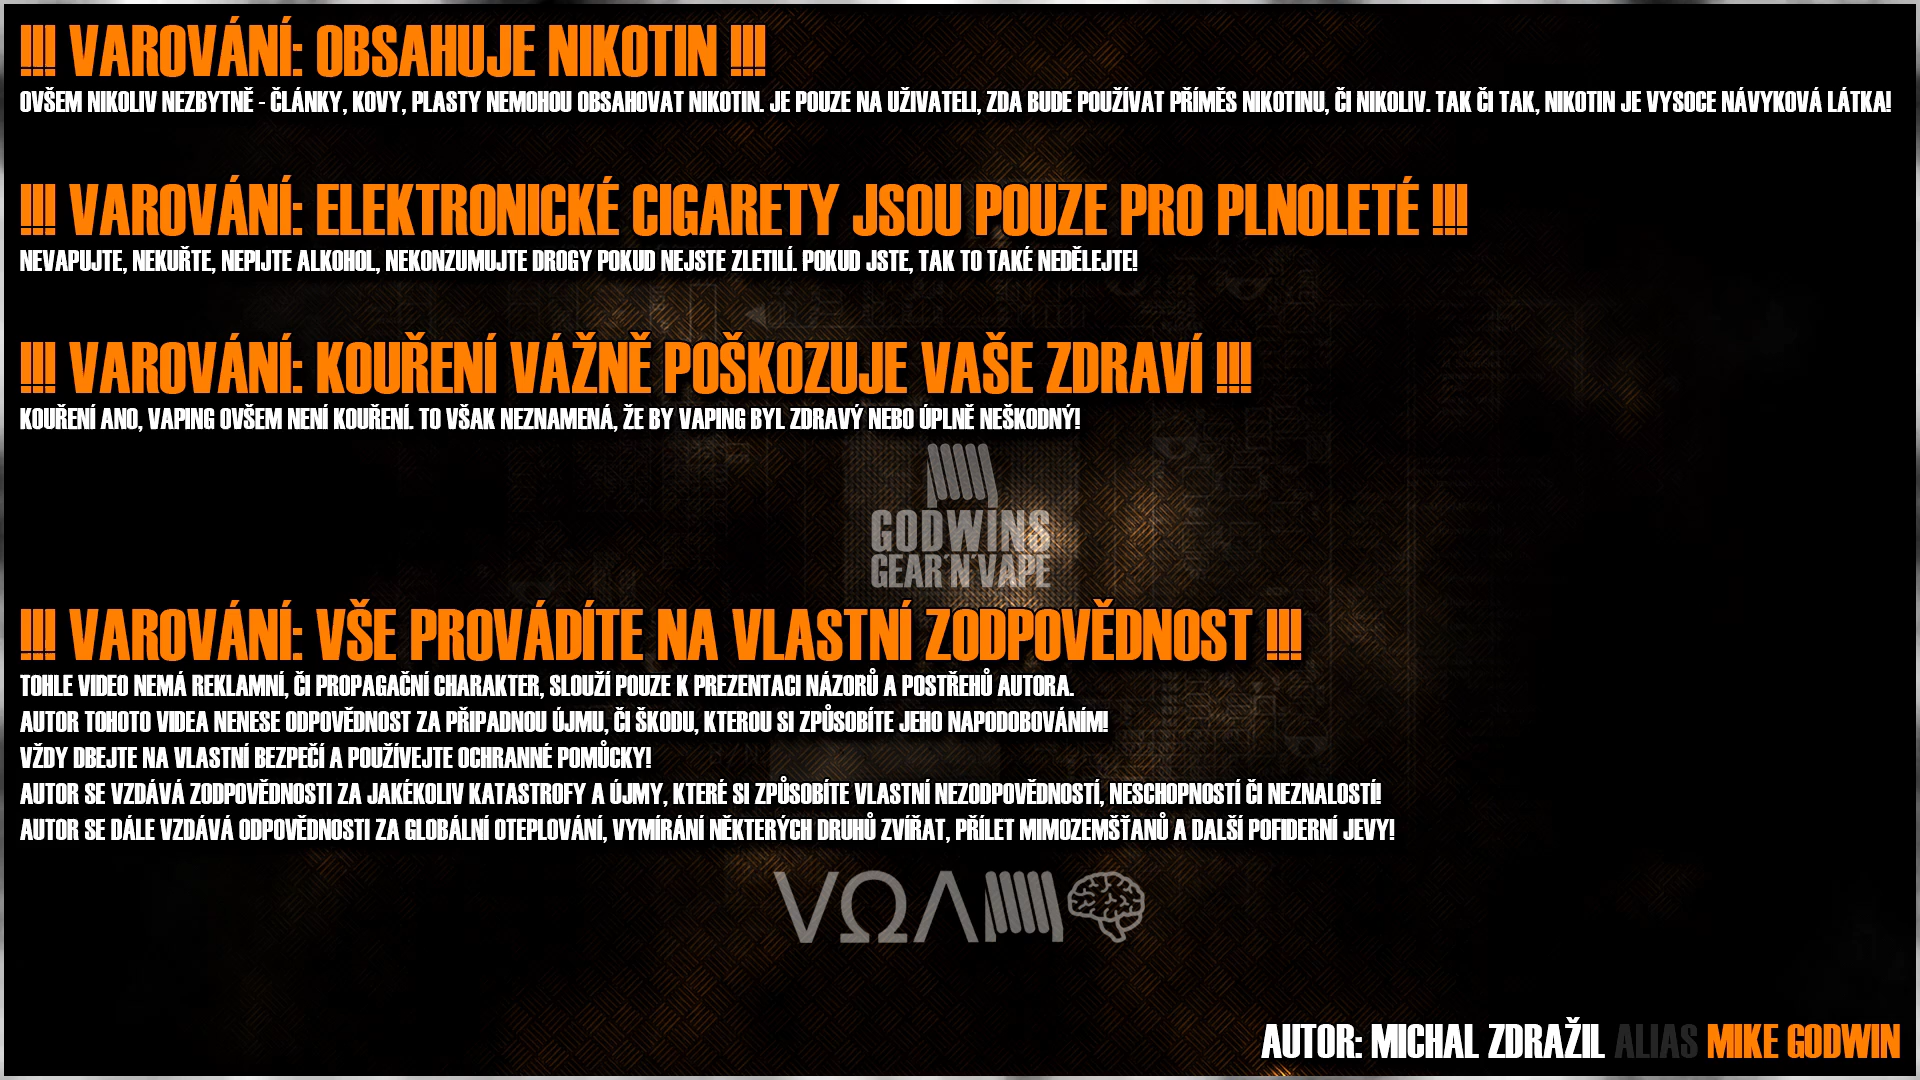 !!! VAROVÁNÍ: OBSAHUJE NIKOTIN !!!
OVŠEM NIKOLIV NEZBYTNĚ - ČLÁNKY, KOVY, PLASTY NEMOHOU OBSAHOVAT NIKOTIN. JE POUZE NA UŽIVATELI, ZDA BUDE POUŽÍVAT PŘÍMĚS NIKOTINU, ČI NIKOLIV. TAK ČI TAK, NIKOTIN JE VYSOCE NÁVYKOVÁ LÁTKA!
!!! VAROVÁNÍ: ELEKTRONICKÉ CIGARETY JSOU POUZE PRO PLNOLETÉ !!!
NEVAPUJTE, NEKUŘTE, NEPIJTE ALKOHOL, NEKONZUMUJTE DROGY POKUD NEJSTE ZLETILÍ. POKUD JSTE, TAK TO TAKÉ NEDĚLEJTE!
!!! VAROVÁNÍ: KOUŘENÍ VÁŽNĚ POŠKOZUJE VAŠE ZDRAVÍ !!!
KOUŘENÍ ANO, VAPING OVŠEM NENÍ KOUŘENÍ. TO VŠAK NEZNAMENÁ, ŽE BY VAPING BYL ZDRAVÝ NEBO ÚPLNĚ NEŠKODNÝ!
GODWINS
GEAR'N'VAPE
!!! VAROVÁNÍ: VŠE PROVÁDÍTE NA VLASTNÍ ZODPOVĚDNOST !!!
TOHLE VIDEO NEMÁ REKLAMNÍ, ČI PROPAGAČNÍ CHARAKTER, SLOUŽÍ POUZE K PREZENTACI NÁZORŮ A POSTŘEHŮ AUTORA.
AUTOR TOHOTO VIDEA NENESE ODPOVĚDNOST ZA PŘIPADNOU ÚJMU, ČI ŠKODU, KTEROU SI ZPŮSOBÍTE JEHO NAPODOBOVÁNÍM!
VŽDY DBEJTE NA VLASTNÍ BEZPEČÍ A POUŽÍVEJTE OCHRANNÉ POMŮCKY!
AUTOR SE VZDÁVÁ ZODPOVĚDNOSTI ZA JAKÉKOLIV KATASTROFY A ÚJMY, KTERÉ SI ZPŮSOBÍTE VLASTNÍ NEZODPOVĚDNOSTÍ, NESCHOPNOSTÍ ČI NEZNALOSTÍ!
AUTOR SE DÁLE VZDÁVÁ ODPOVĚDNOSTI ZA GLOBÁLNÍ OTEPLOVÁNÍ, VYMÍRÁNÍ NĚKTERÝCH DRUHŮ ZVÍŘAT, PŘÍLET MIMOZEMŠŤANŮ A DALŠÍ POFIDERNÍ JEVY!
VΩΛ
AUTOR: MICHAL ZDRAŽIL ALIAS MIKE GODWIN